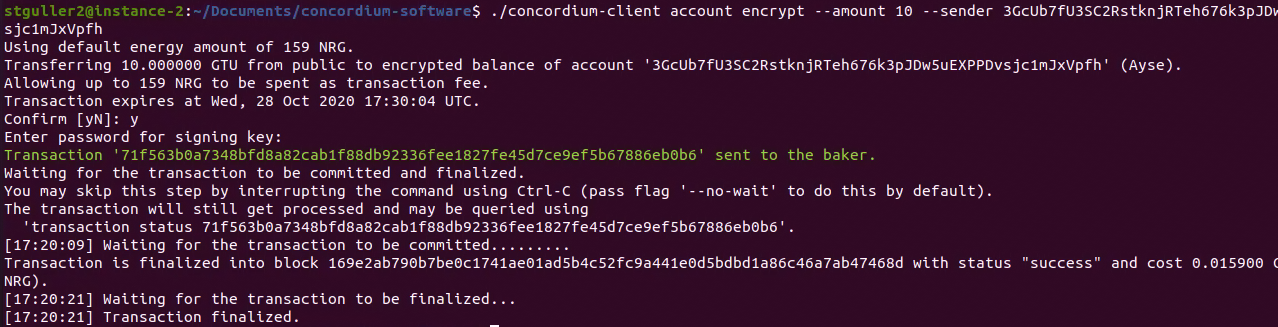 stguller2@instance-2:~/Documents/concordium-software$ ./concordium-client account encrypt --amount 10 --sender 3GcUb7fU3SC2RstknjRTeh676k3pJDw
sjc1mJxVpfh
Using default energy amount of 159 NRG.
Transferring 10.000000 GTU from public to encrypted balance of account '3GcUb7fU3SC2RstknjRTeh676k3pJDw5uEXPPDvsjc1mJxVpfh' (Ayse).
Allowing up to 159 NRG to be spent as transaction fee.
Transaction expires at Wed, 28 Oct 2020 17:30:04 UTC.
Confirm [yN]: y
Enter password for signing key:
Transaction '71f563b0a7348bfd8a82cab1f88db92336fee1827fe45d7ce9ef5b67886eb0b6' sent to the baker.
Waiting for the transaction to be committed and finalized.
You may skip this step by interrupting the command using Ctrl-C (pass flag '--no-wait' to do this by default).
The transaction will still get processed and may be queried using
'transaction status 71f563b0a7348bfd8a82cab1f88db92336fee1827fe45d7ce9ef5b67886eb0b6'.
[17:20:09] Waiting for the transaction to be committed.........
Transaction is finalized into block 169e2ab790b7be0c1741ae01ad5b4c52fc9a441e0d5bdbd1a86c46a7ab47468d with status "success" and cost 0.015900
NRG).
[17:20:21] Waiting for the transaction to be finalized...
[17:20:21] Transaction finalized.